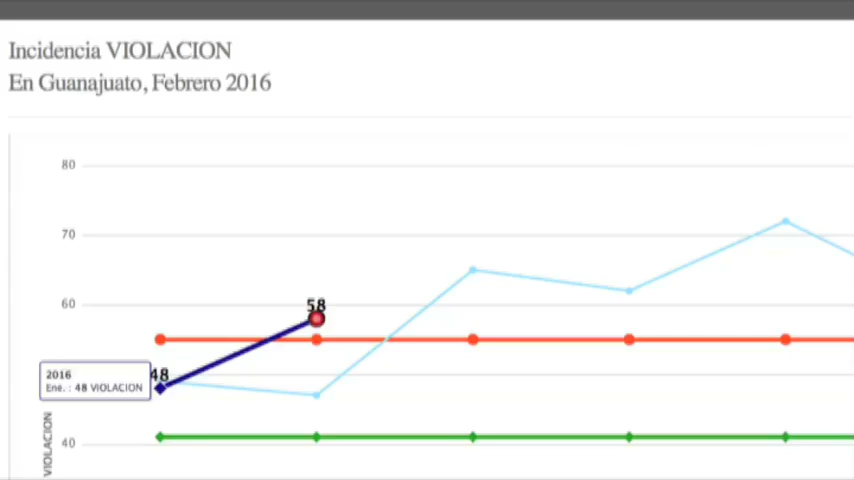 Incidencia VIOLACION
En Guanajuato, Febrero 2016
80
70
60
58
48
2016
Ene. : 48 VIOLACION
40
VIOLACION